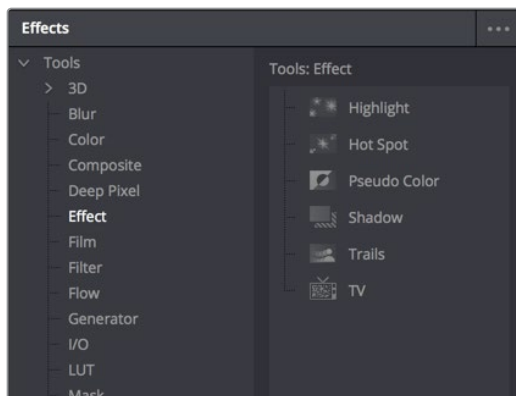 Effects
Tools
3D
Blur
Color
Composite
Deep Pixel
Effect
Film
Filter
Flow
Generator
I/O
LUT
Mask
Tools: Effect
Highlight
Hot Spot
Pseudo Color
Shadow
Trails
TV